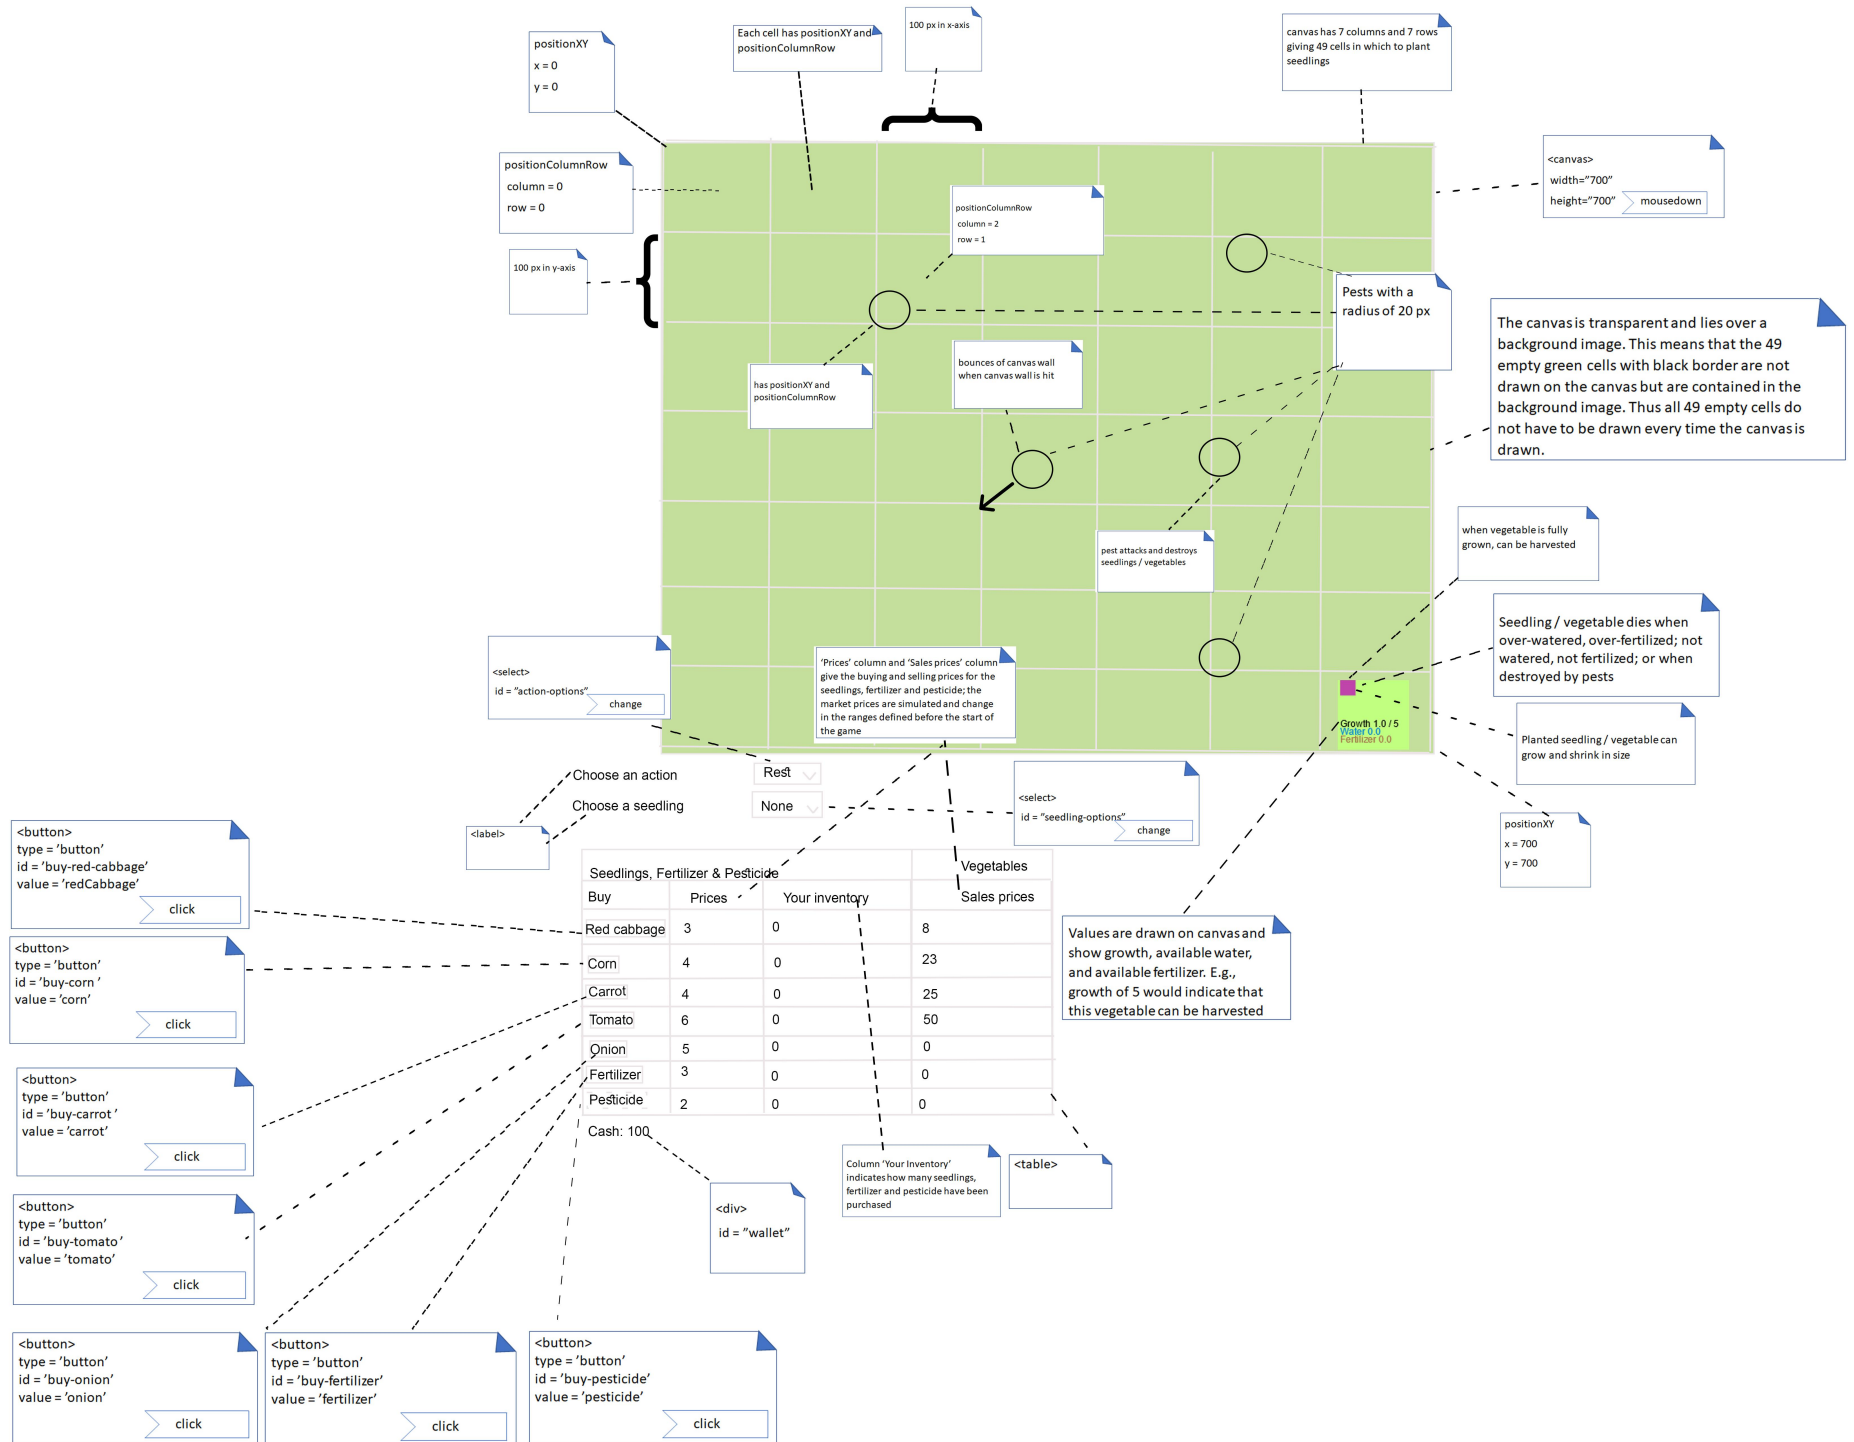 positionXY
x = 0
y = 0
Each cell has positionXY and
positionColumnRow
100 px in x-axis
canvas has 7 columns and 7 rows
giving 49 cells in which to plant
seedlings
positionColumnRow
column = 0
row = 0
<canvas>
width=”700”
height=”700”
mousedown
positionColumnRow
column = 2
row = 1
100 px in y-axis
Pests with a
radius of 20 px
The canvas is transparent and lies over a
background image. This means that the 49
empty green cells with black border are not
drawn on the canvas but are contained in the
background image. Thus all 49 empty cells do
not have to be drawn every time the canvas is
drawn.
has positionXY and
positionColumnRow
bounces of canvas wall
when canvas wall is hit
pest attacks and destroys
seedlings / vegetables
when vegetable is fully
grown, can be harvested
Seedling / vegetable dies when
over-watered, over-fertilized; not
watered, not fertilized; or when
destroyed by pests
<select>
id = ”action-options”
change
‘Prices’ column and ‘Sales prices’ column
give the buying and selling prices for the
seedlings, fertilizer and pesticide; the
market prices are simulated and change
in the ranges defined before the start of
the game
Growth 1.0 / 5
Water 0.0
Fertilizer 0.0
Planted seedling / vegetable can
grow and shrink in size
Choose an action
Rest
Choose a seedling
None
<select>
id = ”seedling-options”
change
positionXY
x = 700
y = 700
<label>
<button>
type = ’button’
id = ’buy-red-cabbage’
value = ’redCabbage’
click
Seedlings, Fertilizer & Pesticide
Vegetables
Buy
Prices
Your inventory
Sales prices
Red cabbage
3
0
8
Corn
4
0
23
Carrot
4
0
25
Tomato
6
0
50
Onion
5
0
0
Fertilizer
3
0
0
Pesticide
2
0
0
Cash: 100
Values are drawn on canvas and
show growth, available water,
and available fertilizer. E.g.,
growth of 5 would indicate that
this vegetable can be harvested
<button>
type = ’button’
id = ’buy-corn ’
value = ’corn’
click
<button>
type = ’button’
id = ’buy-carrot ’
value = ’carrot’
click
Column ‘Your Inventory’
indicates how many seedlings,
fertilizer and pesticide have been
purchased
<table>
<div>
id = ”wallet”
<button>
type = ’button’
id = ’buy-tomato ’
value = ’tomato’
click
<button>
type = ’button’
id = ’buy-onion’
value = ’onion’
click
<button>
type = ’button’
id = ’buy-fertilizer’
value = ’fertilizer’
click
<button>
type = ’button’
id = ’buy-pesticide’
value = ’pesticide’
click